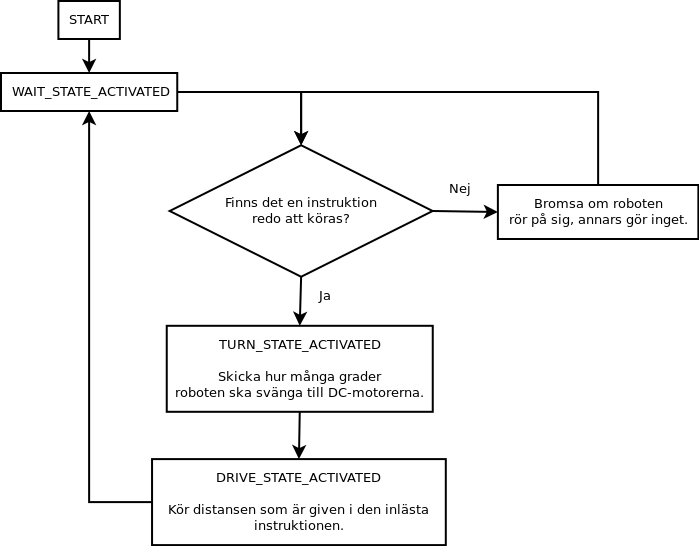 START
WAIT_STATE_ACTIVATED
Finns det en instruktion
redo att köras?
Nej
Bromsa om roboten
rör på sig, annars gör inget.
Ja
TURN_STATE_ACTIVATED
Skicka hur många grader
roboten ska svänga till DC-motorerna.
DRIVE_STATE_ACTIVATED
Kör distansen som är given i den inlästa
instruktionen.